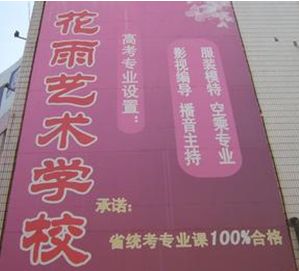 花雨艺术学校
高考专业设置：
服装模特 空乘专业
影视编导 播音主持
承诺：
省统考专业课100%合格